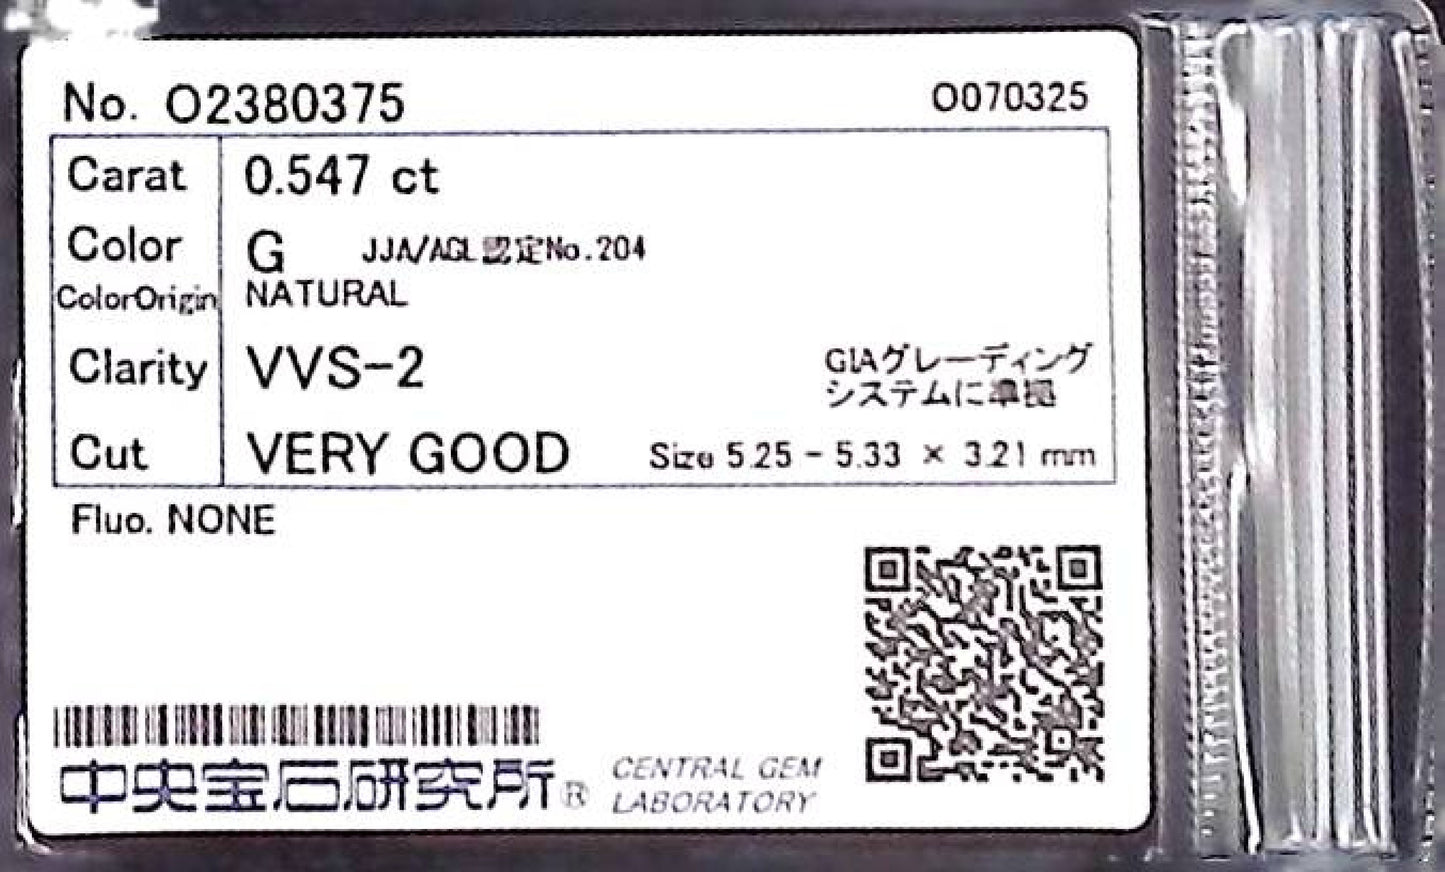 No. O2380375 O070325
Carat 0.547 ct
Color G JJA/AGL認定No.204
ColorOrigin NATURAL
Clarity VVS-2 GIAグレーディング
システムに準拠
Cut VERY GOOD Size 5.25 - 5.33 × 3.21 mm
Fluo. NONE
中央宝石研究所® CENTRAL GEM
LABORATORY